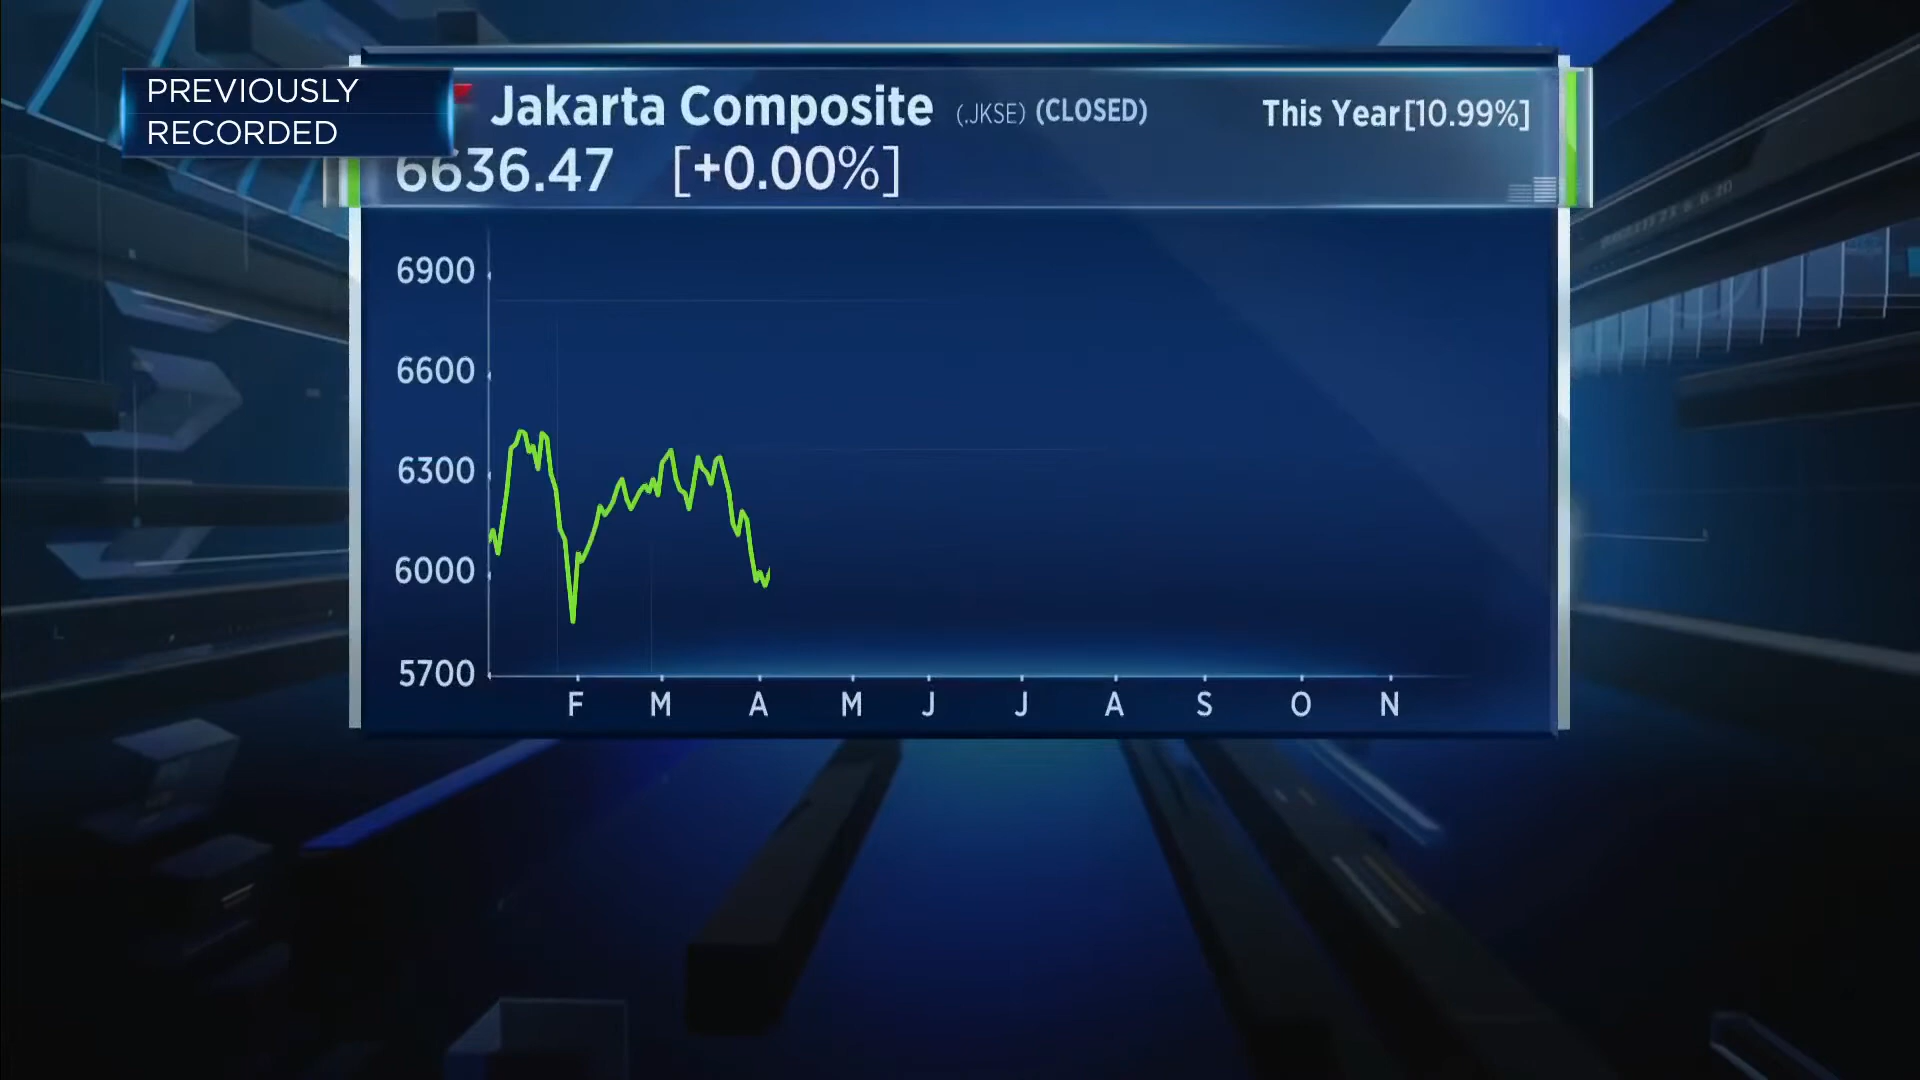 PREVIOUSLY
RECORDED
Jakarta Composite (.JKSE) (CLOSED) This Year[10.99%]
6636.47 [+0.00%]
6900
6600
6300
6000
5700
F M A M J J A S O N